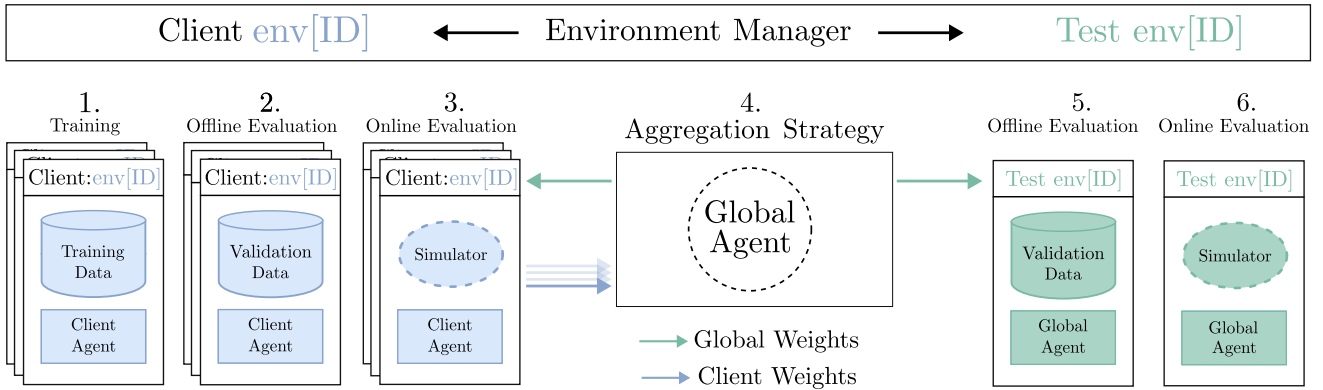 Client env[ID] Environment Manager Test env[ID]
1.
Training
Client:env[ID]
Training
Data
Client
Agent
2.
Offline Evaluation
Client:env[ID]
Validation
Data
Client
Agent
3.
Online Evaluation
Client:env[ID]
Simulator
Client
Agent
4.
Aggregation Strategy
Global
Agent
Global Weights
Client Weights
5.
Offline Evaluation
Test env[ID]
Validation
Data
Global
Agent
6.
Online Evaluation
Test env[ID]
Simulator
Global
Agent